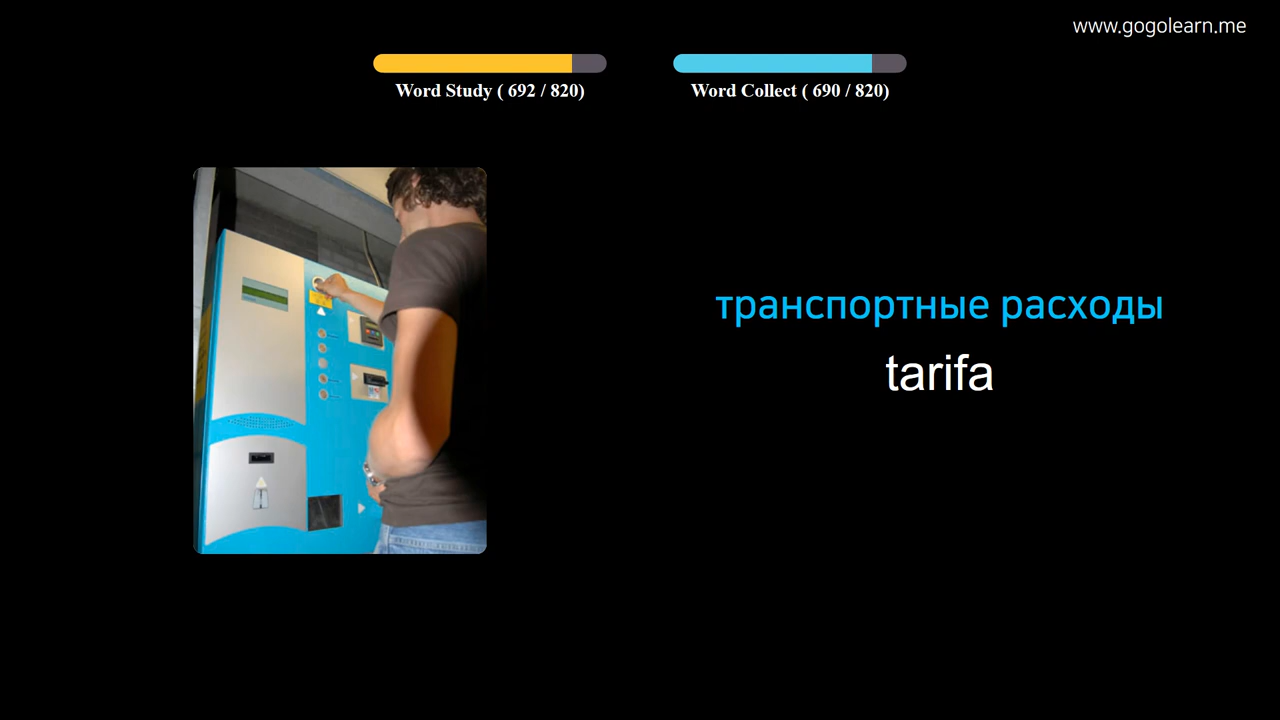 www.gogolearn.me
Word Study ( 692 / 820)
Word Collect ( 690 / 820)
транспортные расходы
tarifa